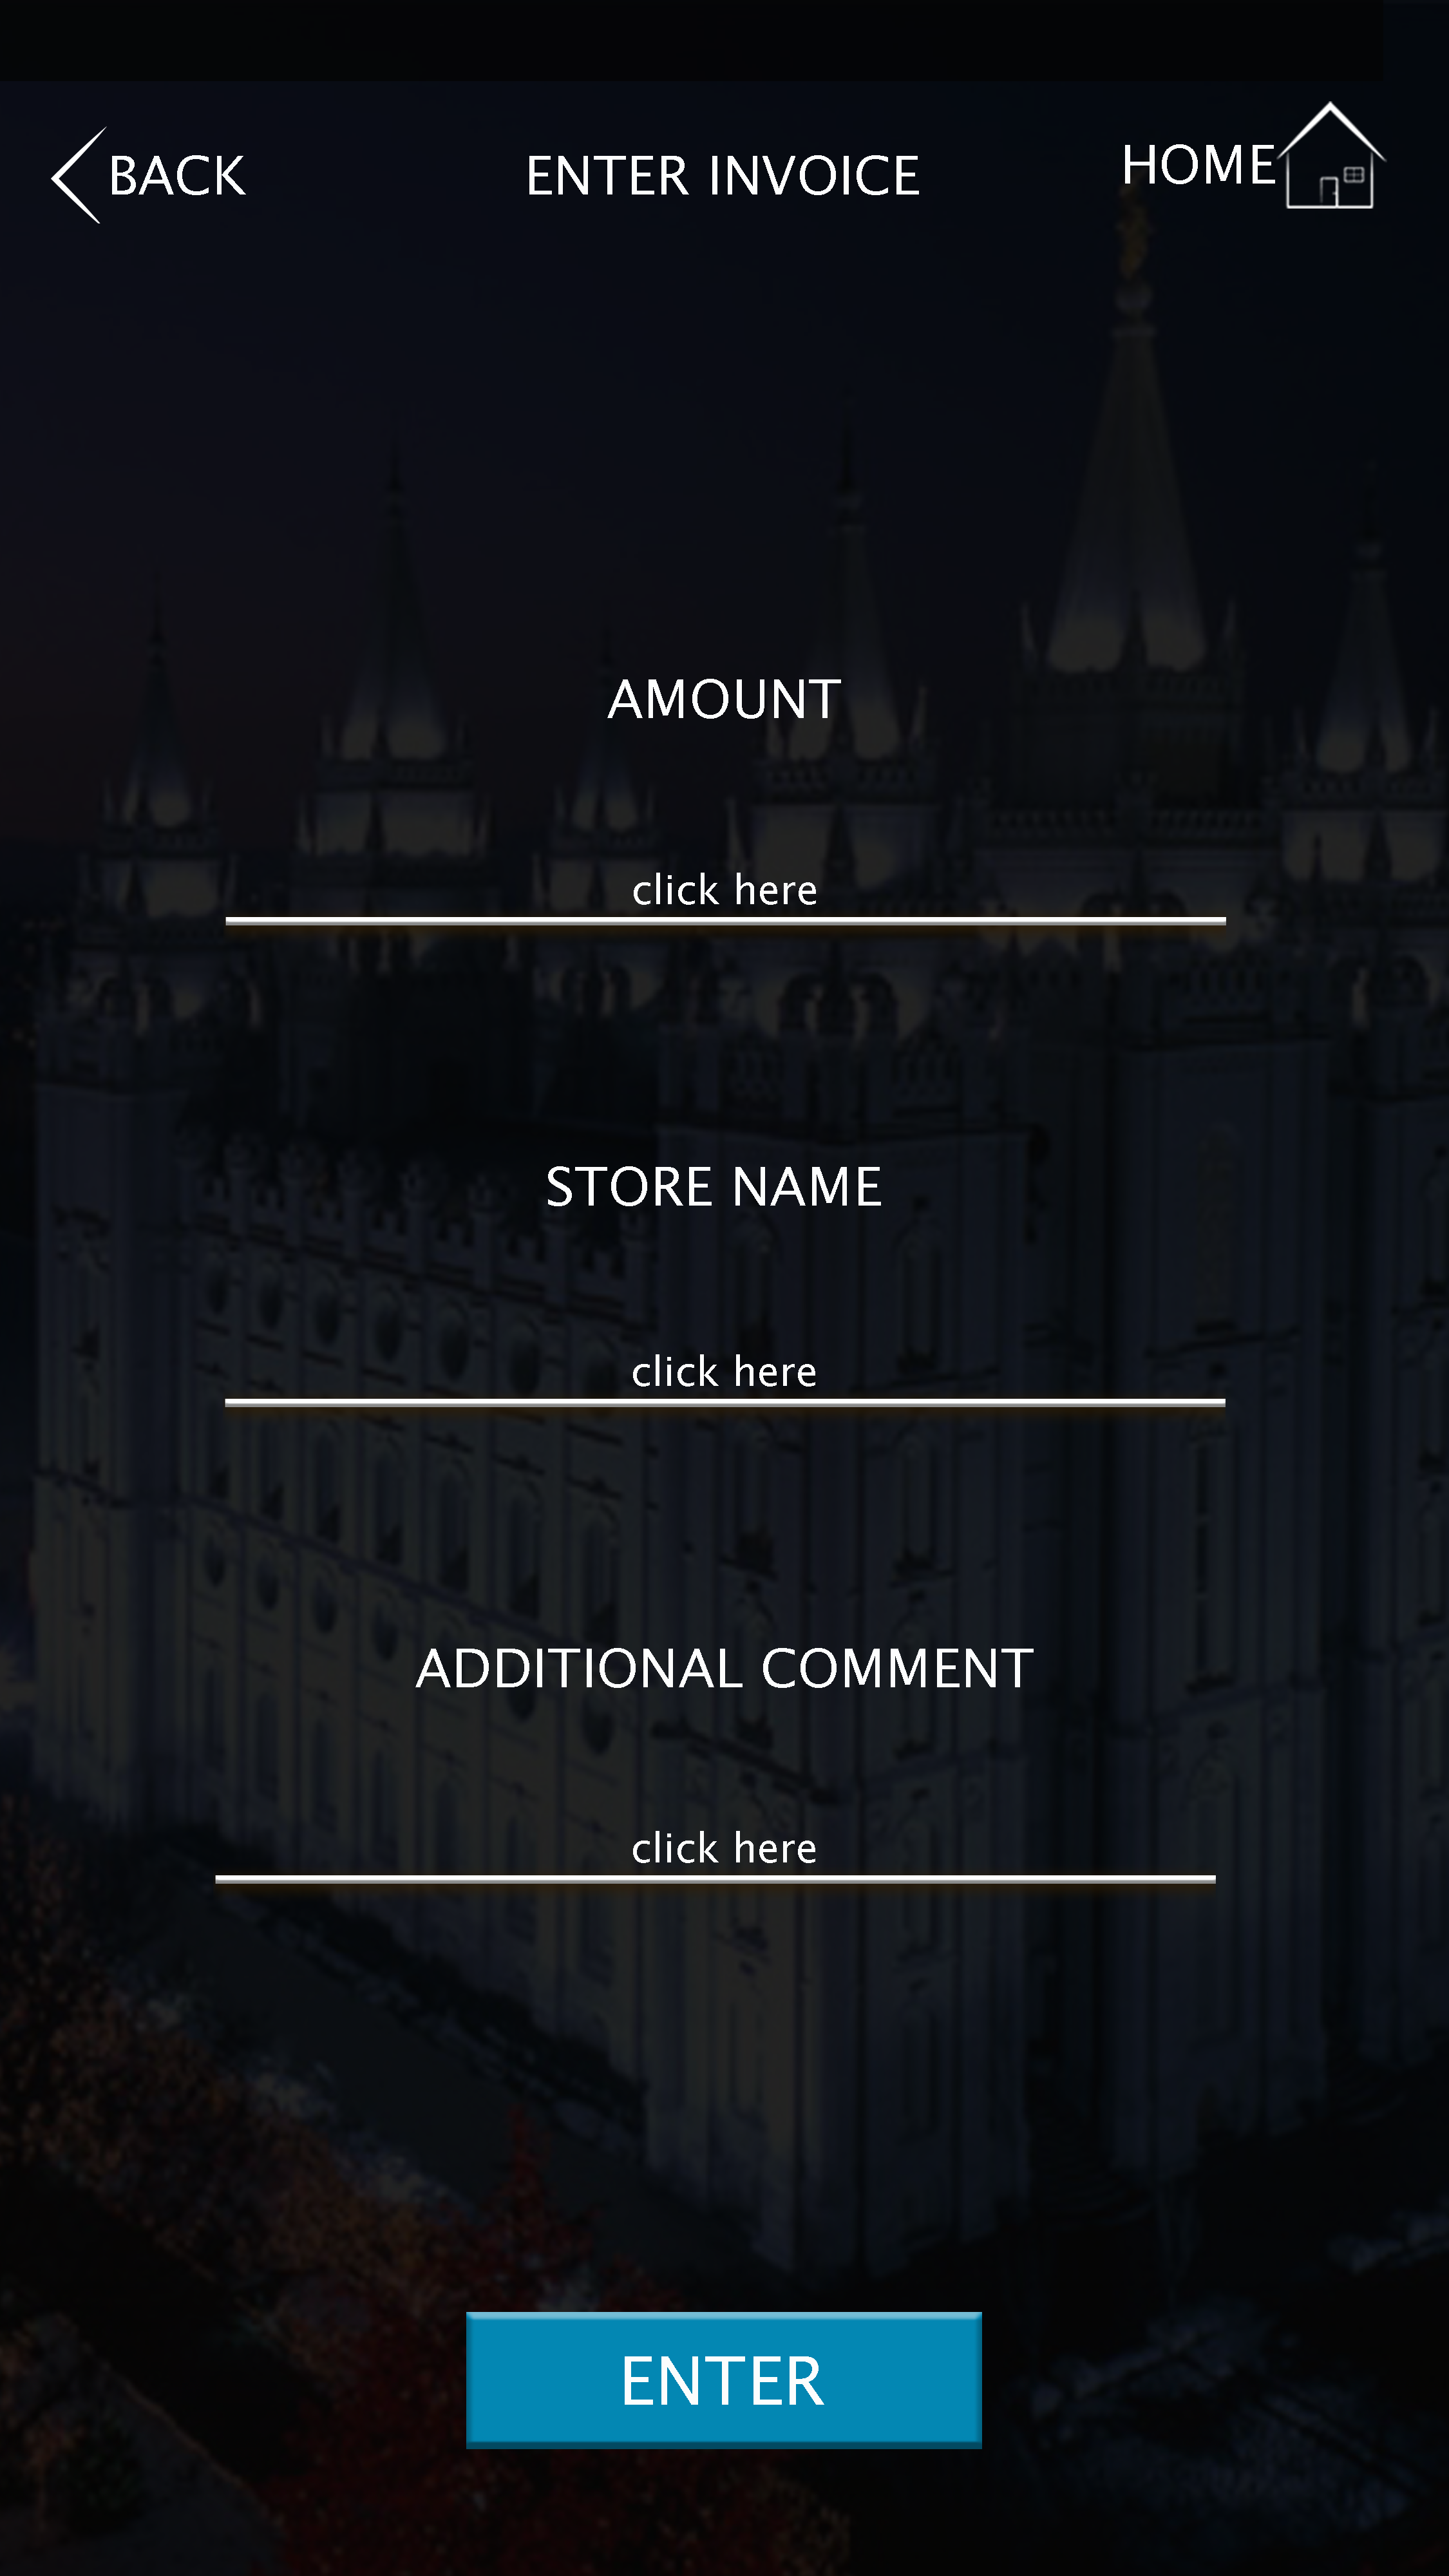 BACK
ENTER INVOICE
HOME
AMOUNT
click here
STORE NAME
click here
ADDITIONAL COMMENT
click here
ENTER